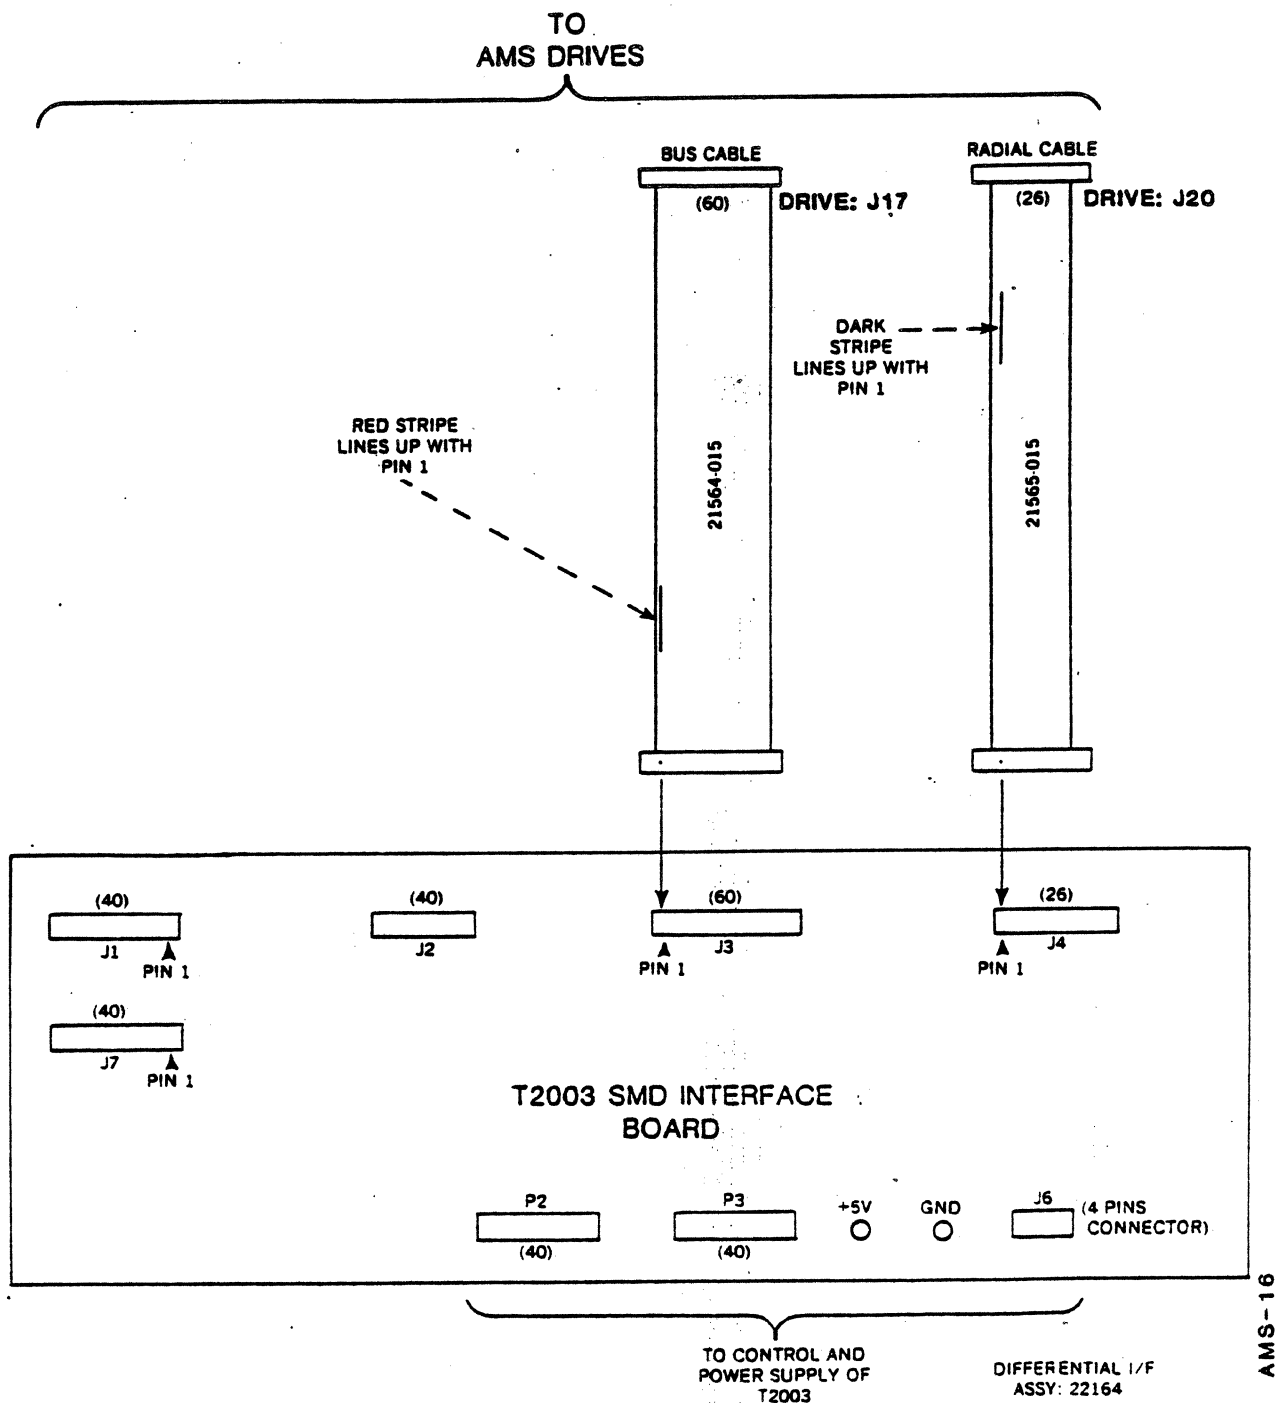 TO
AMS DRIVES
BUS CABLE
RADIAL CABLE
(60)
DRIVE: J17
(26)
DRIVE: J20
DARK
STRIPE
LINES UP WITH
PIN 1
RED STRIPE
LINES UP WITH
PIN 1
21564-015
21565-015
(40)
J1
PIN 1
(40)
J2
(60)
J3
PIN 1
(26)
J4
PIN 1
(40)
J7
PIN 1
T2003 SMD INTERFACE
BOARD
P2
(40)
P3
(40)
+5V
GND
J6
(4 PINS
CONNECTOR)
TO CONTROL AND
POWER SUPPLY OF
T2003
DIFFERENTIAL I/F
ASSY: 22164
AMS-16